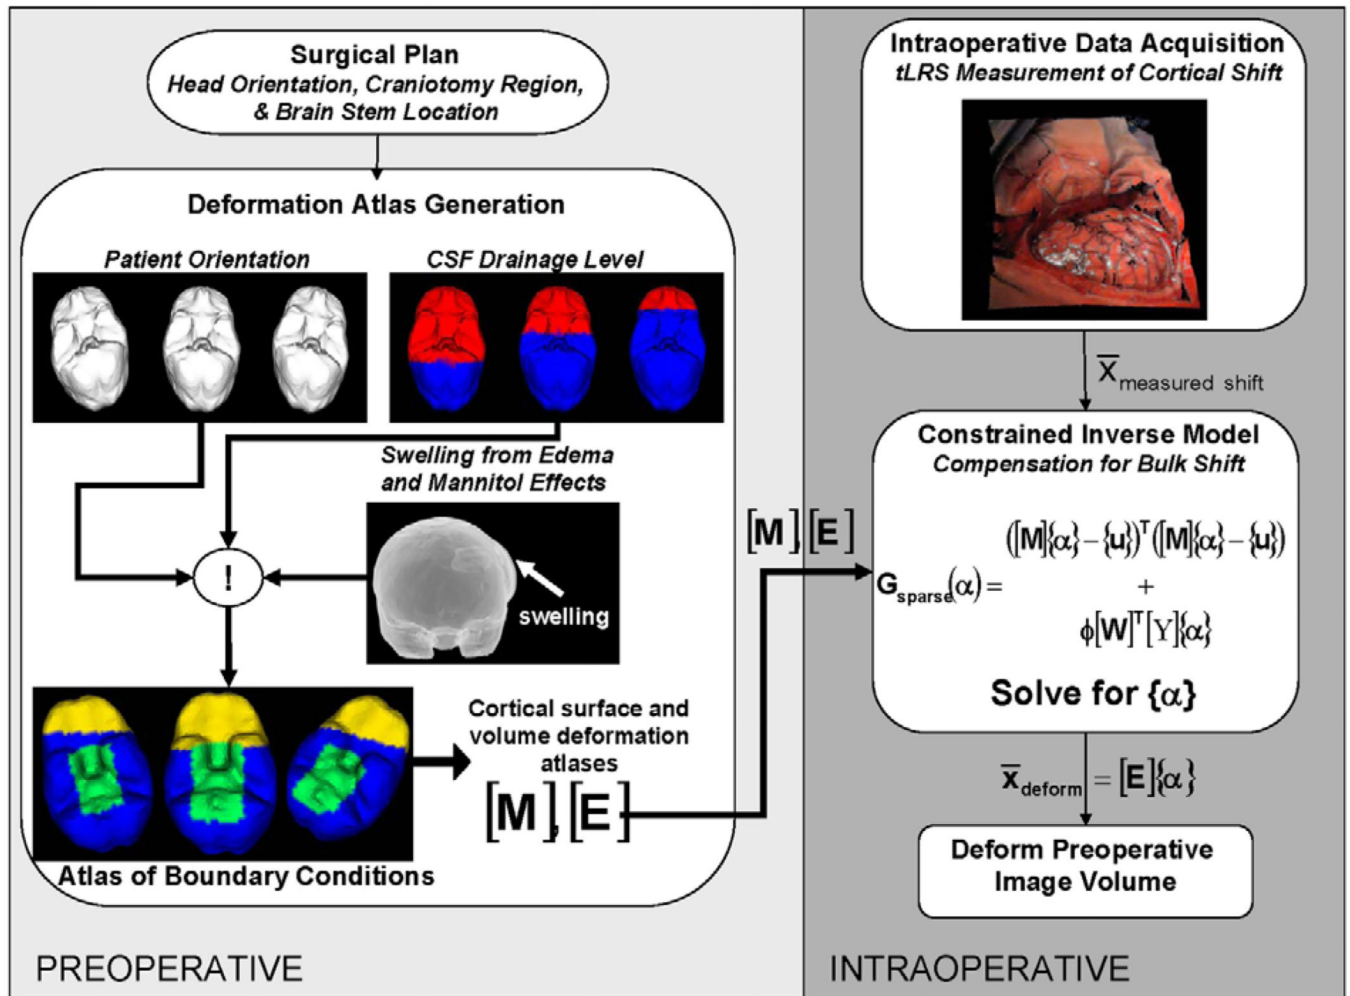 Surgical Plan
Head Orientation, Craniotomy Region,
& Brain Stem Location
Deformation Atlas Generation
Patient Orientation
CSF Drainage Level
Swelling from Edema
and Mannitol Effects
!
swelling
Cortical surface and
volume deformation
atlases
[M], [E]
Atlas of Boundary Conditions
PREOPERATIVE
[M], [E]
Intraoperative Data Acquisition
tLRS Measurement of Cortical Shift
x̅ measured shift
Constrained Inverse Model
Compensation for Bulk Shift
([M]{α}−{u})ᵀ([M]{α}−{u})
G_sparse(α) = +
ϕ[W]ᵀ[Y]{α}
Solve for {α}
x̅ deform = [E]{α}
Deform Preoperative
Image Volume
INTRAOPERATIVE